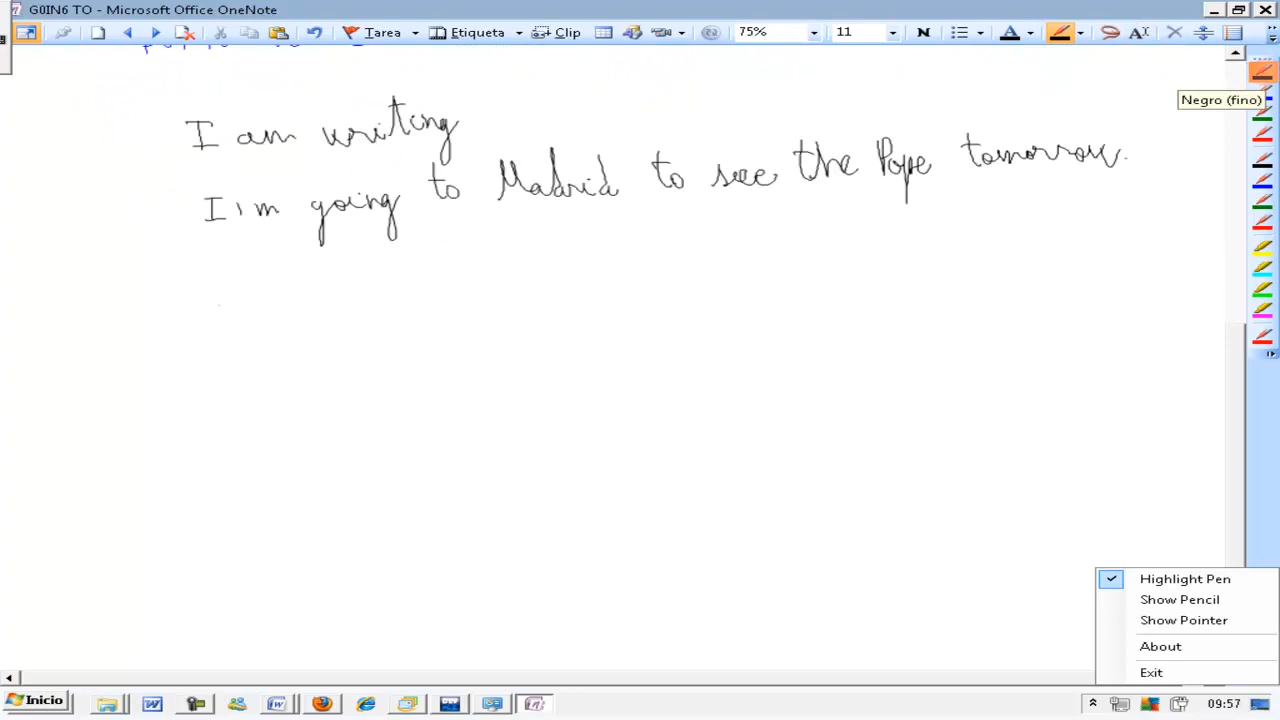 G0IN6 TO - Microsoft Office OneNote
Tarea Etiqueta Clip 75% 11 N A
Negro (fino)
I am writing
I'm going to Madrid to see the Pope tomorrow.
Highlight Pen
Show Pencil
Show Pointer
About
Exit
Inicio 09:57